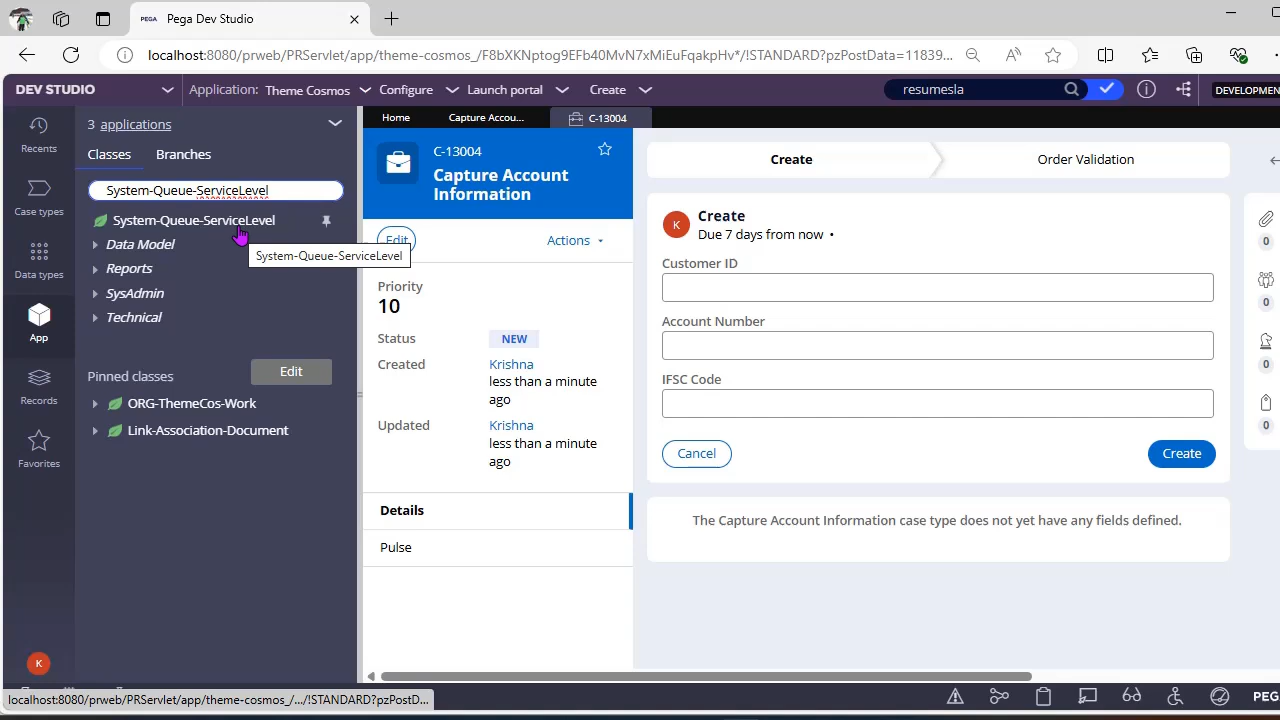 PEGA Pega Dev Studio
localhost:8080/prweb/PRServlet/app/theme-cosmos_/F8bXKNptog9EFb40MvN7xMiEuFqakpHv*/!STANDARD?pzPostData=11839...
DEV STUDIO
Application: Theme Cosmos
Configure
Launch portal
Create
resumesla
DEVELOPMEN
Recents
Case types
Data types
App
Records
Favorites
K
3 applications
Classes
Branches
System-Queue-ServiceLevel
System-Queue-ServiceLevel
System-Queue-ServiceLevel
Data Model
Reports
SysAdmin
Technical
Pinned classes
Edit
ORG-ThemeCos-Work
Link-Association-Document
Home
Capture Accou...
C-13004
C-13004
Capture Account
Information
Edit
Actions
Priority
10
Status
NEW
Created
Krishna
less than a minute
ago
Updated
Krishna
less than a minute
ago
Details
Pulse
Create
Order Validation
K
Create
Due 7 days from now •
Customer ID
Account Number
IFSC Code
Cancel
Create
The Capture Account Information case type does not yet have any fields defined.
0
0
0
0
localhost:8080/prweb/PRServlet/app/theme-cosmos_/.../!STANDARD?pzPostD...
PEG